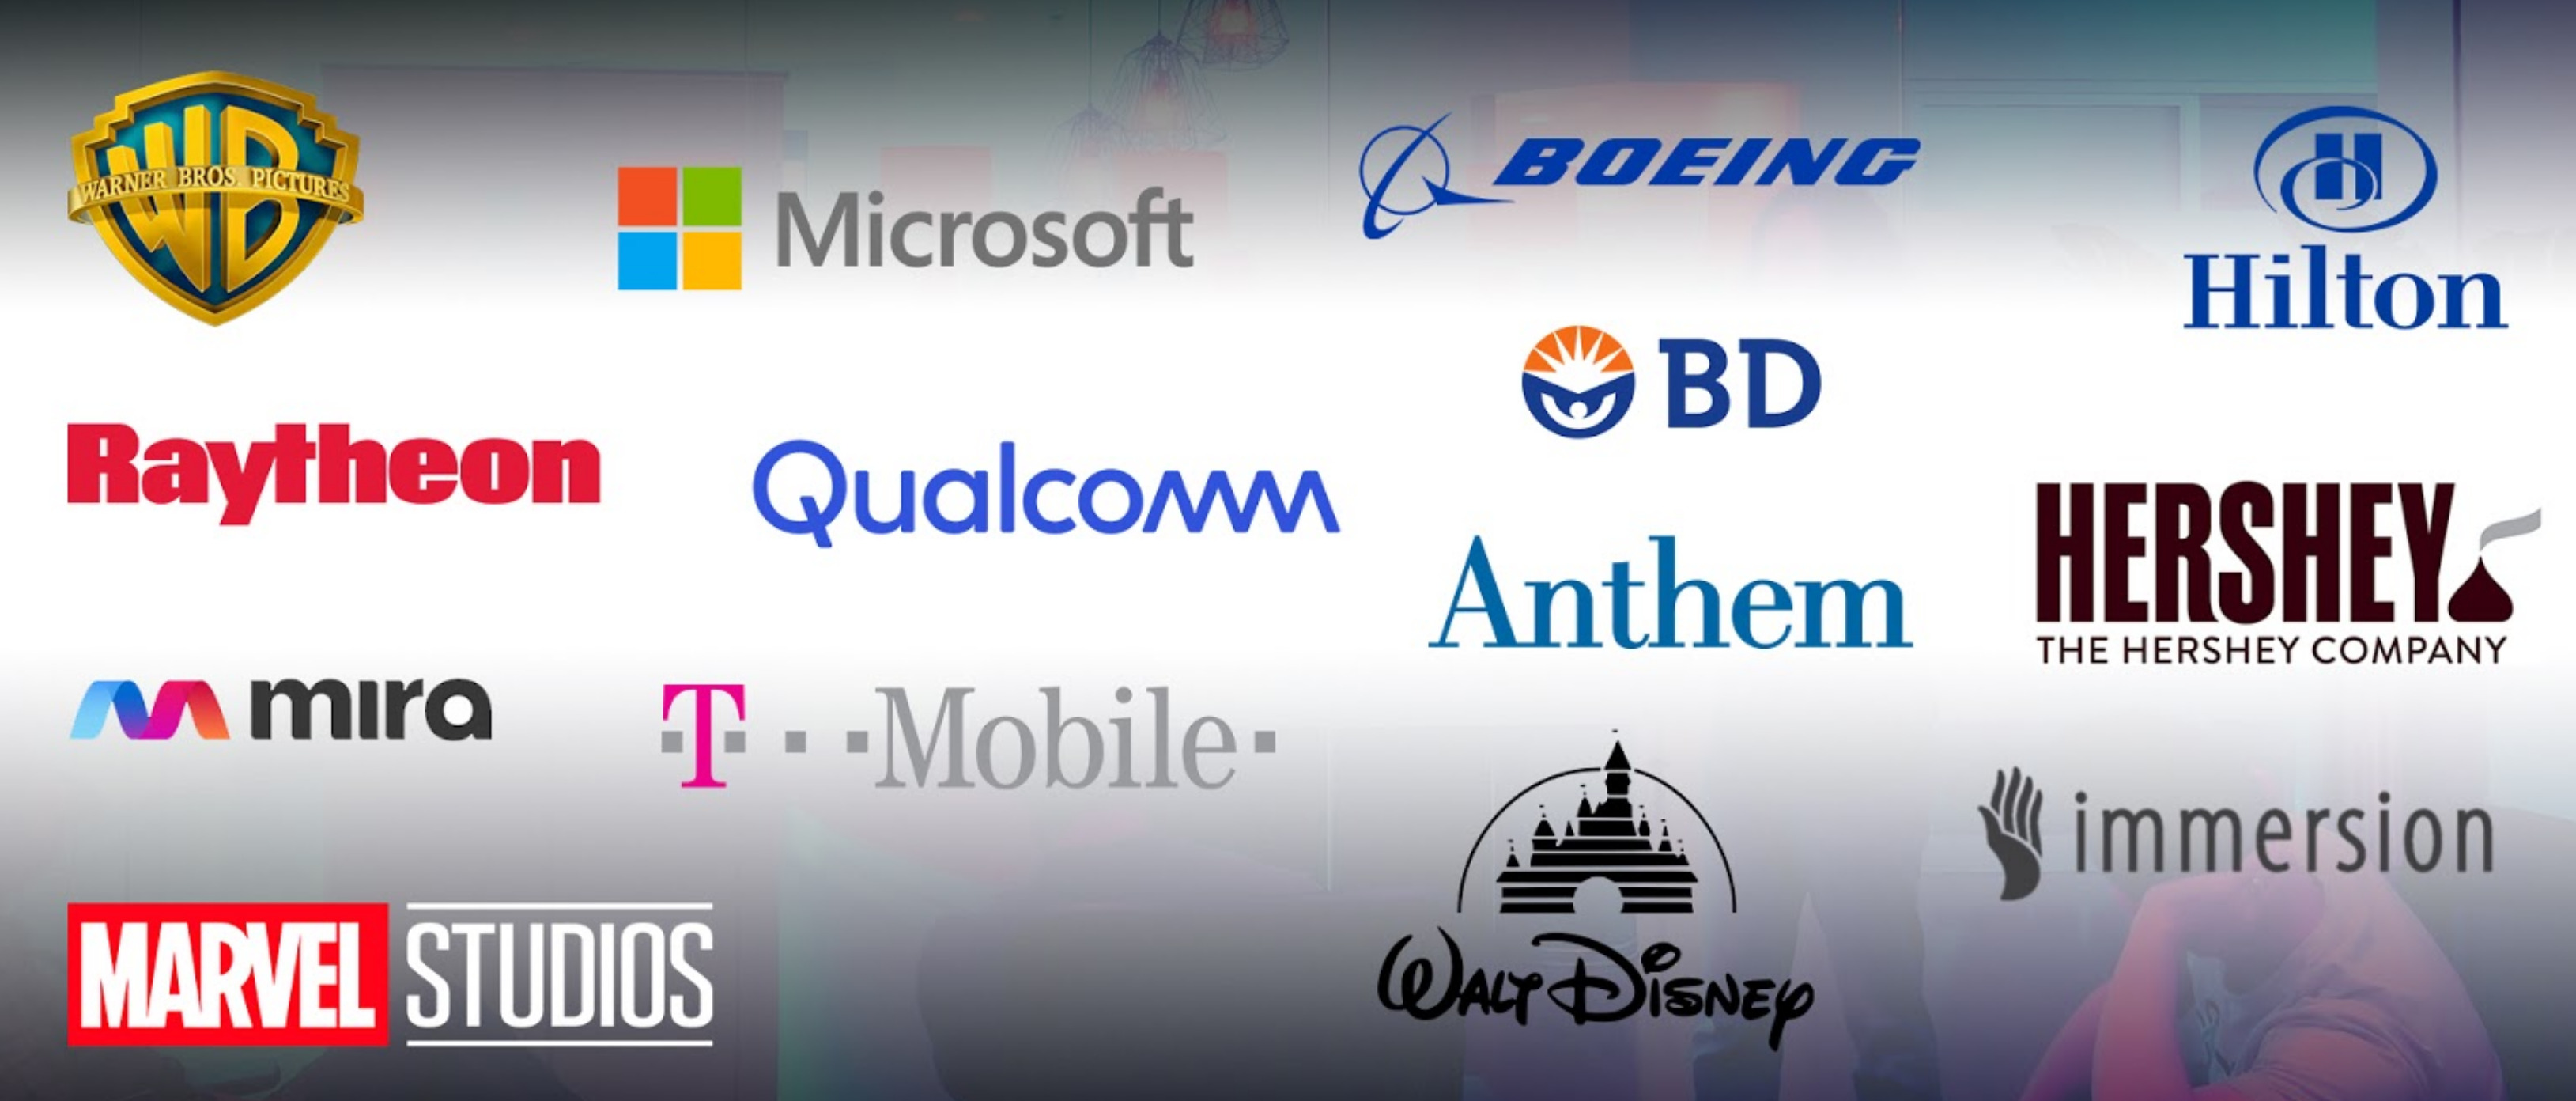 WB
WARNER BROS. PICTURES
Microsoft
BOEING
H
Hilton
BD
Raytheon
Qualcomm
Anthem
HERSHEY
THE HERSHEY COMPANY
mira
T··Mobile·
immersion
WALT DISNEY
MARVEL STUDIOS